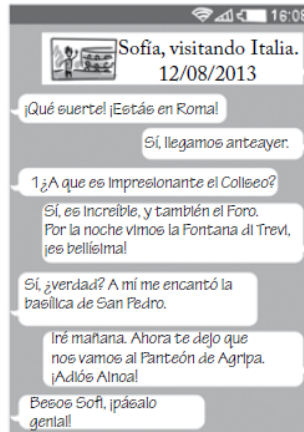 16:08
Sofía, visitando Italia.
12/08/2013
¡Qué suerte! ¡Estás en Roma!
Sí, llegamos anteayer.
1¿A que es impresionante el Coliseo?
Sí, es increíble, y también el Foro.
Por la noche vimos la Fontana di Trevi,
¡es bellísima!
Sí, ¿verdad? A mí me encantó la
basílica de San Pedro.
Iré mañana. Ahora te dejo que
nos vamos al Panteón de Agripa.
¡Adiós Ainoa!
Besos Sofi, ¡pásalo
genial!